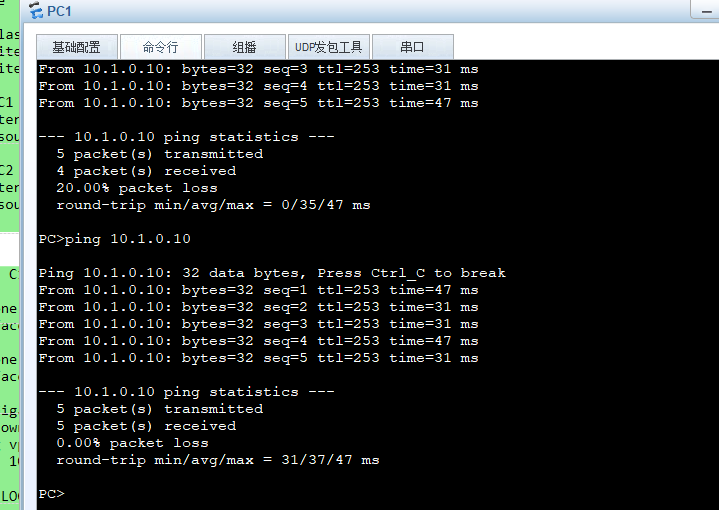 PC1
基础配置 命令行 组播 UDP发包工具 串口
From 10.1.0.10: bytes=32 seq=3 ttl=253 time=31 ms
From 10.1.0.10: bytes=32 seq=4 ttl=253 time=31 ms
From 10.1.0.10: bytes=32 seq=5 ttl=253 time=47 ms
--- 10.1.0.10 ping statistics ---
5 packet(s) transmitted
4 packet(s) received
20.00% packet loss
round-trip min/avg/max = 0/35/47 ms
PC>ping 10.1.0.10
Ping 10.1.0.10: 32 data bytes, Press Ctrl_C to break
From 10.1.0.10: bytes=32 seq=1 ttl=253 time=47 ms
From 10.1.0.10: bytes=32 seq=2 ttl=253 time=31 ms
From 10.1.0.10: bytes=32 seq=3 ttl=253 time=31 ms
From 10.1.0.10: bytes=32 seq=4 ttl=253 time=47 ms
From 10.1.0.10: bytes=32 seq=5 ttl=253 time=31 ms
--- 10.1.0.10 ping statistics ---
5 packet(s) transmitted
5 packet(s) received
0.00% packet loss
round-trip min/avg/max = 31/37/47 ms
PC>